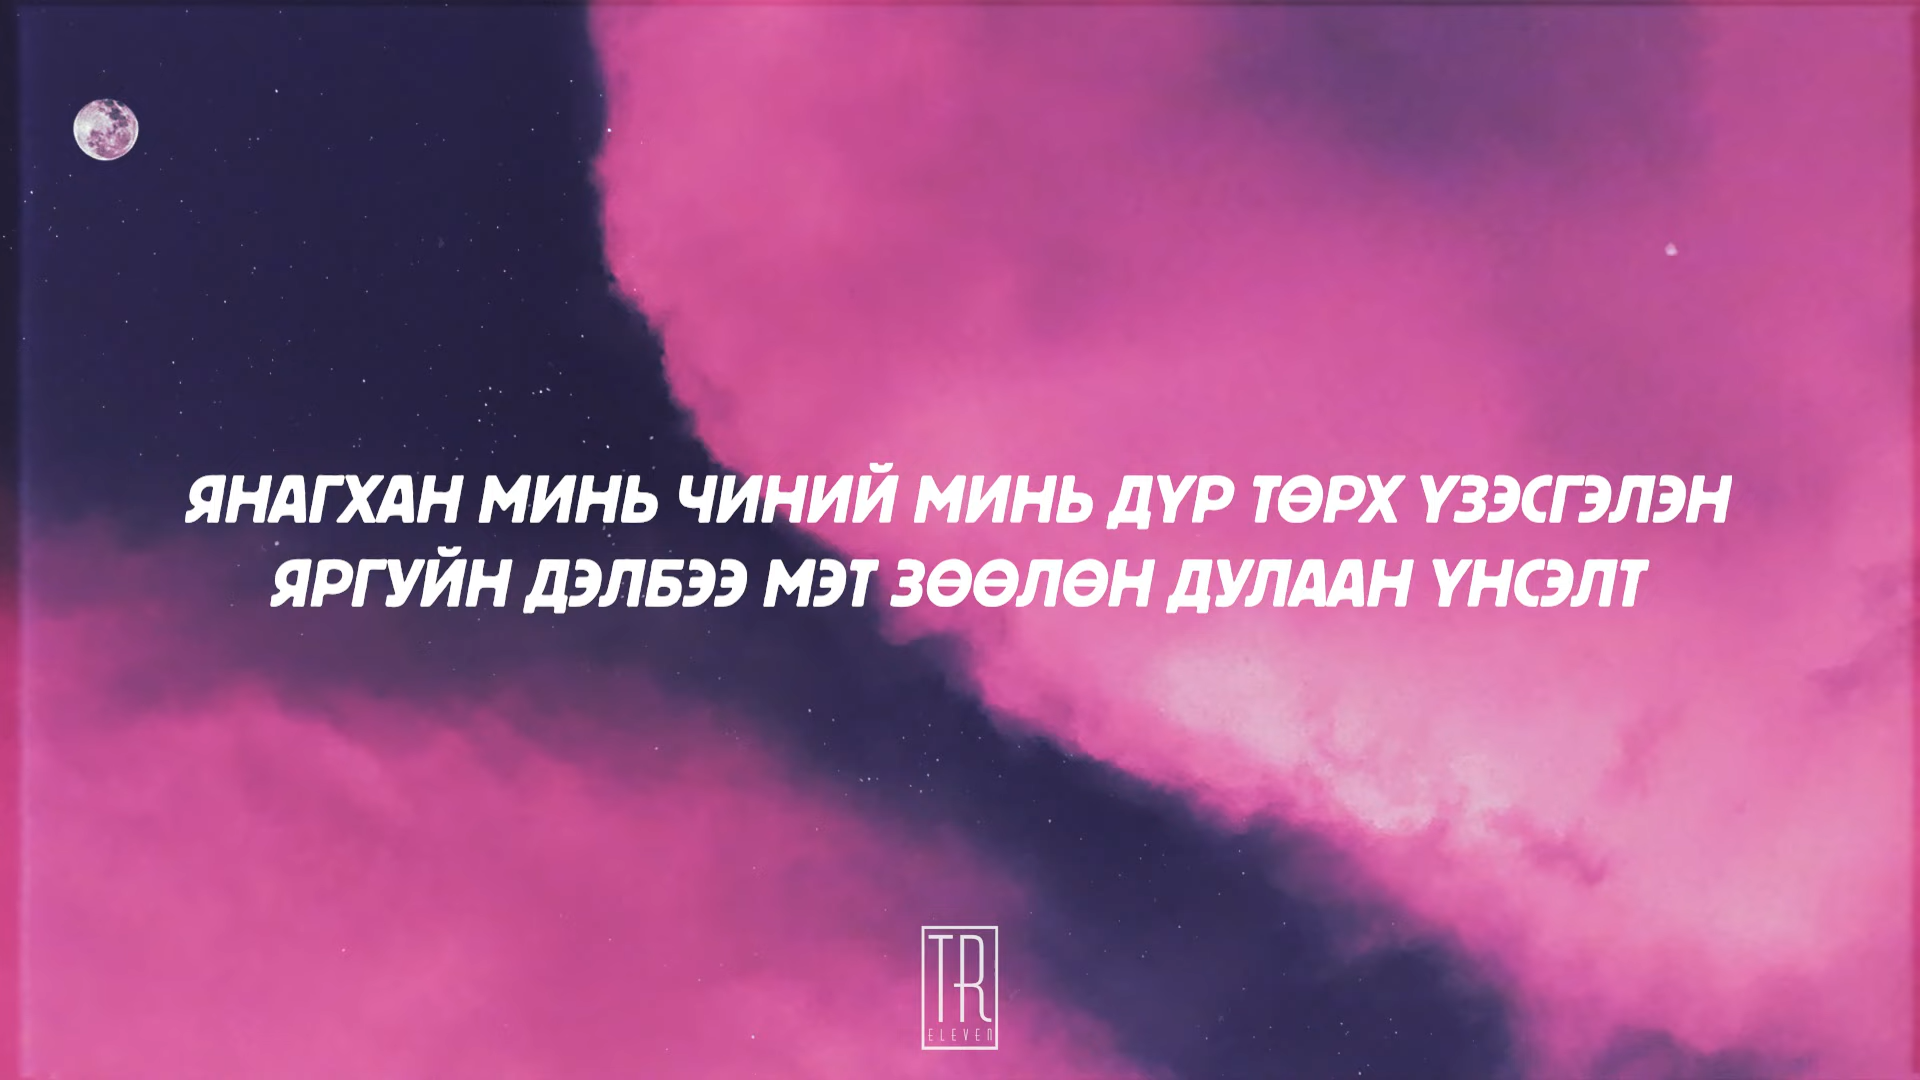 ЯНАГХАН МИНЬ ЧИНИЙ МИНЬ ДҮР ТӨРХ ҮЗЭСГЭЛЭН
ЯРГУЙН ДЭЛБЭЭ МЭТ ЗӨӨЛӨН ДУЛААН ҮНСЭЛТ
TR
ELEVEN